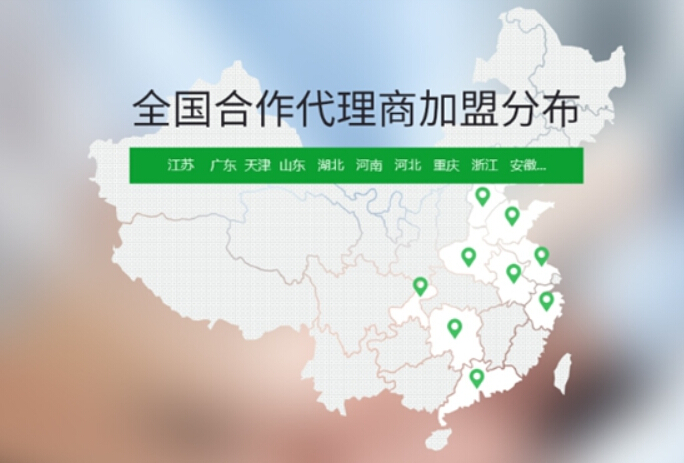 全国合作代理商加盟分布
江苏 广东 天津 山东 湖北 河南 河北 重庆 浙江 安徽...